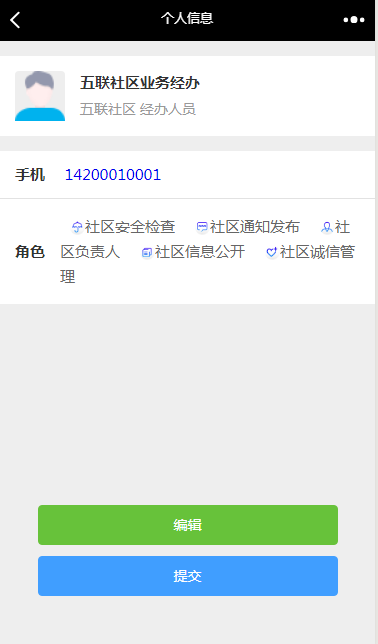 个人信息
五联社区业务经办
五联社区 经办人员
手机 14200010001
社区安全检查 社区通知发布 社
角色 区负责人 社区信息公开 社区诚信管
理
编辑
提交